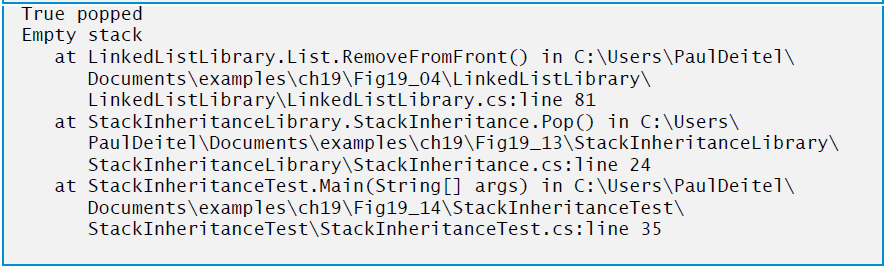 True popped
Empty stack
at LinkedListLibrary.List.RemoveFromFront() in C:\Users\PaulDeitel\
Documents\examples\ch19\Fig19_04\LinkedListLibrary\
LinkedListLibrary\LinkedListLibrary.cs:line 81
at StackInheritanceLibrary.StackInheritance.Pop() in C:\Users\
PaulDeitel\Documents\examples\ch19\Fig19_13\StackInheritanceLibrary\
StackInheritanceLibrary\StackInheritance.cs:line 24
at StackInheritanceTest.Main(String[] args) in C:\Users\PaulDeitel\
Documents\examples\ch19\Fig19_14\StackInheritanceTest\
StackInheritanceTest\StackInheritanceTest.cs:line 35